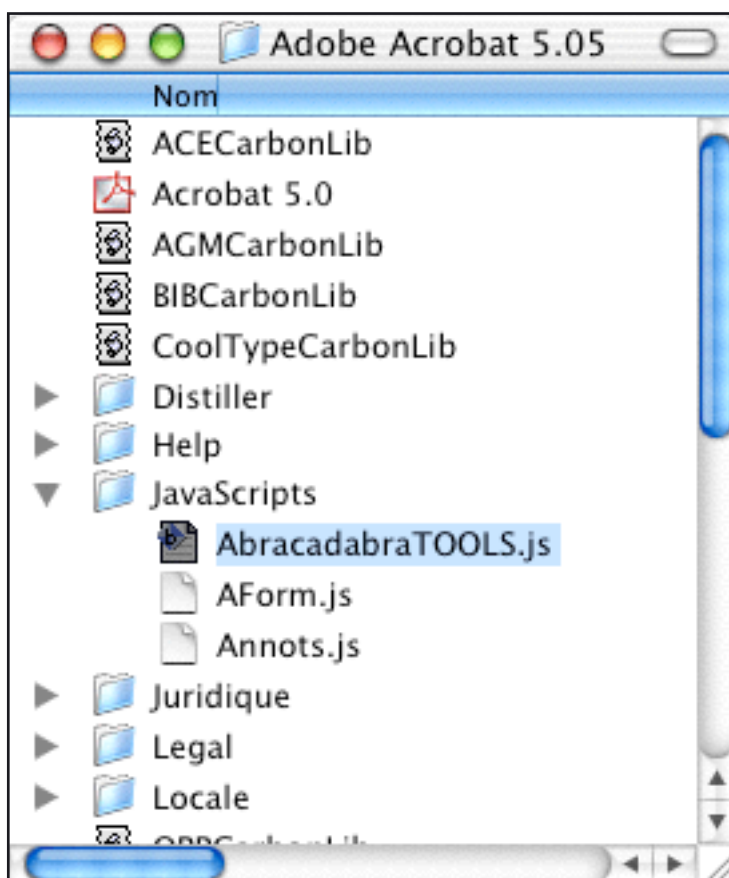 Adobe Acrobat 5.05
Nom
ACECarbonLib
Acrobat 5.0
AGMCarbonLib
BIBCarbonLib
CoolTypeCarbonLib
Distiller
Help
JavaScripts
AbracadabraTOOLS.js
AForm.js
Annots.js
Juridique
Legal
Locale